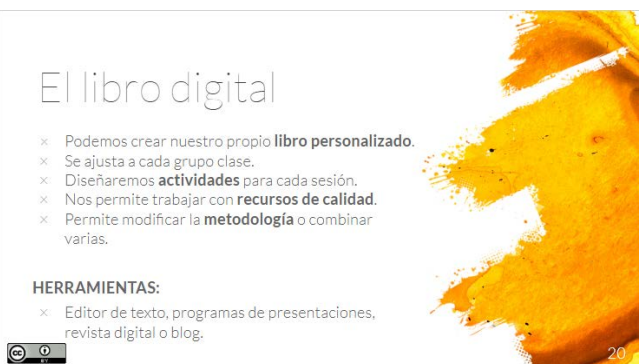 El libro digital
× Podemos crear nuestro propio libro personalizado.
× Se ajusta a cada grupo clase.
× Diseñaremos actividades para cada sesión.
× Nos permite trabajar con recursos de calidad.
× Permite modificar la metodología o combinar
varias.
HERRAMIENTAS:
× Editor de texto, programas de presentaciones,
revista digital o blog.
cc BY
20